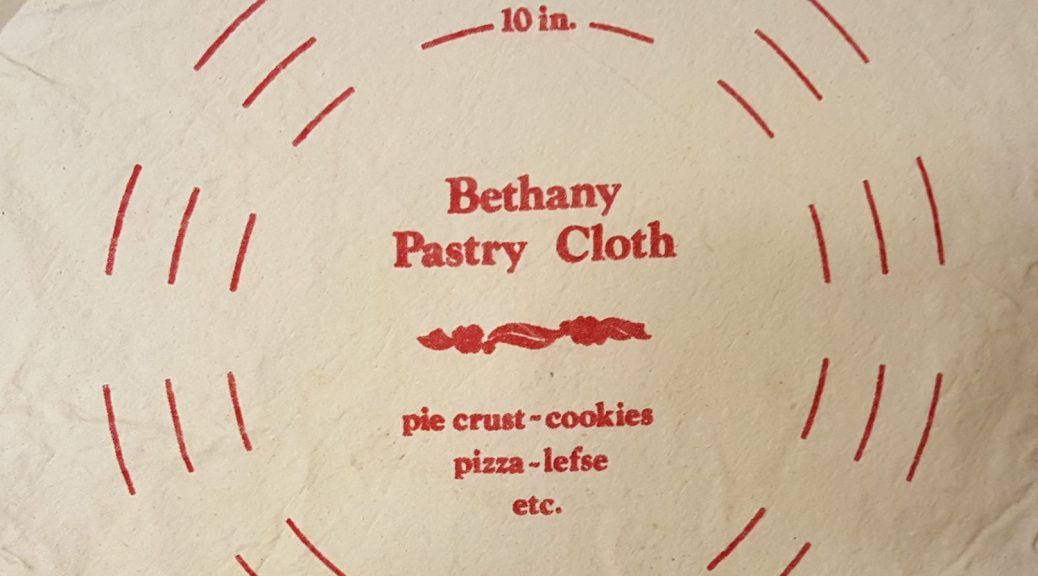 10 in.
Bethany
Pastry Cloth
pie crust ~ cookies
pizza ~ lefse
etc.